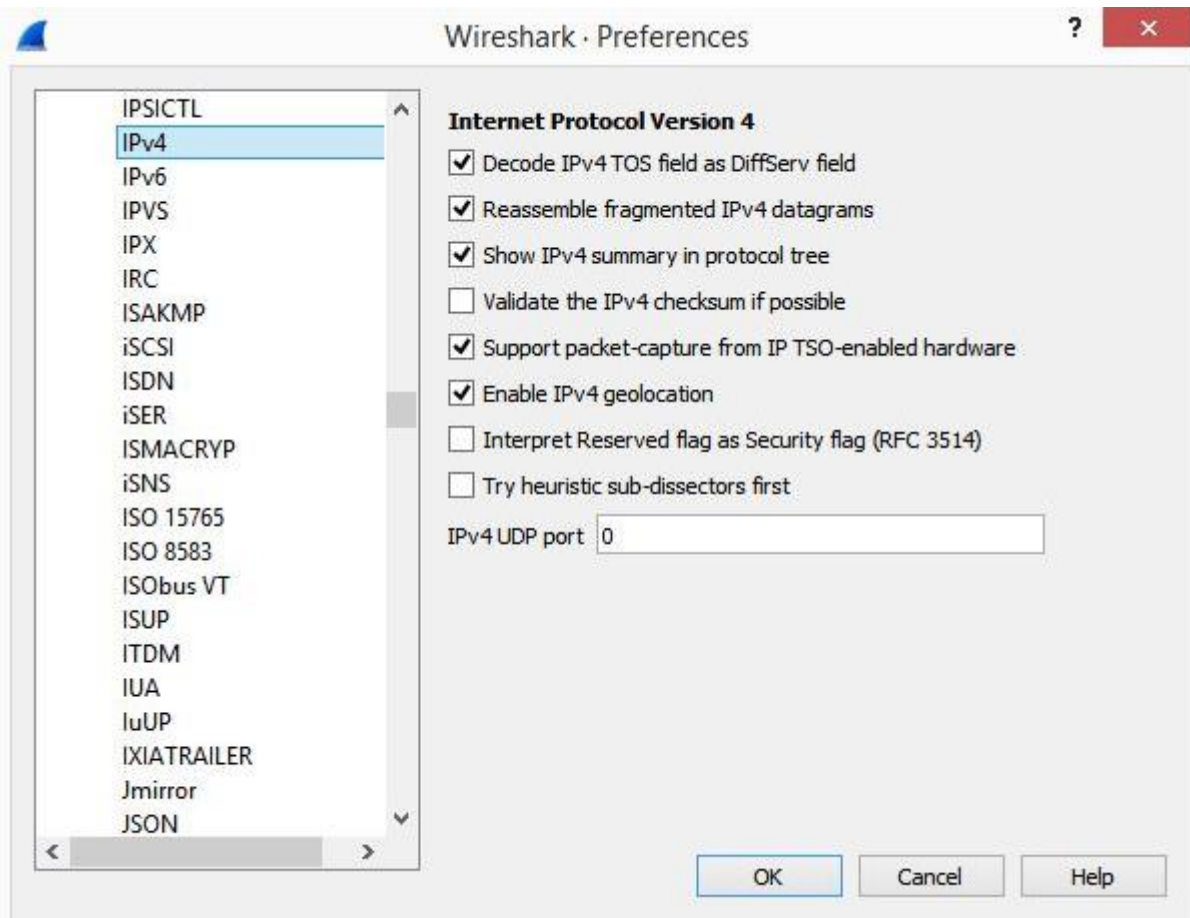 Wireshark · Preferences
?
IPSICTL
IPv4
IPv6
IPVS
IPX
IRC
ISAKMP
iSCSI
ISDN
iSER
ISMACRYP
iSNS
ISO 15765
ISO 8583
ISObus VT
ISUP
ITDM
IUA
IuUP
IXIATRAILER
Jmirror
JSON
Internet Protocol Version 4
Decode IPv4 TOS field as DiffServ field
Reassemble fragmented IPv4 datagrams
Show IPv4 summary in protocol tree
Validate the IPv4 checksum if possible
Support packet-capture from IP TSO-enabled hardware
Enable IPv4 geolocation
Interpret Reserved flag as Security flag (RFC 3514)
Try heuristic sub-dissectors first
IPv4 UDP port 0
OK Cancel Help